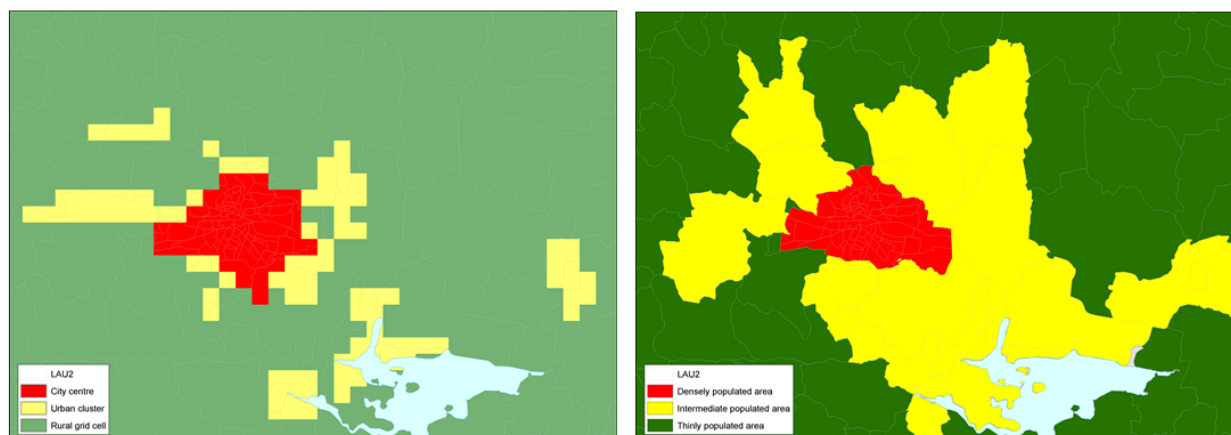 LAU2
City centre
Urban cluster
Rural grid cell
LAU2
Densely populated area
Intermediate populated area
Thinly populated area